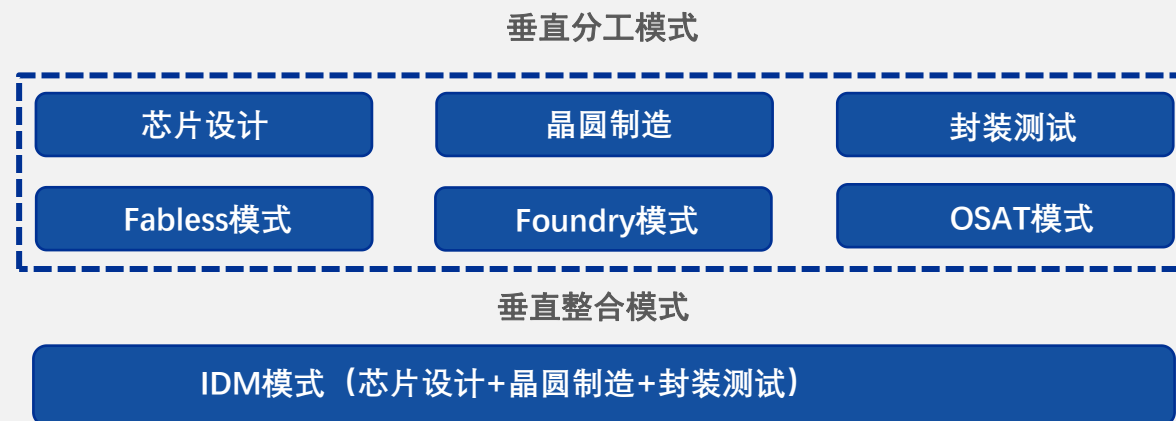 垂直分工模式
芯片设计
晶圆制造
封装测试
Fabless模式
Foundry模式
OSAT模式
垂直整合模式
IDM模式（芯片设计+晶圆制造+封装测试）